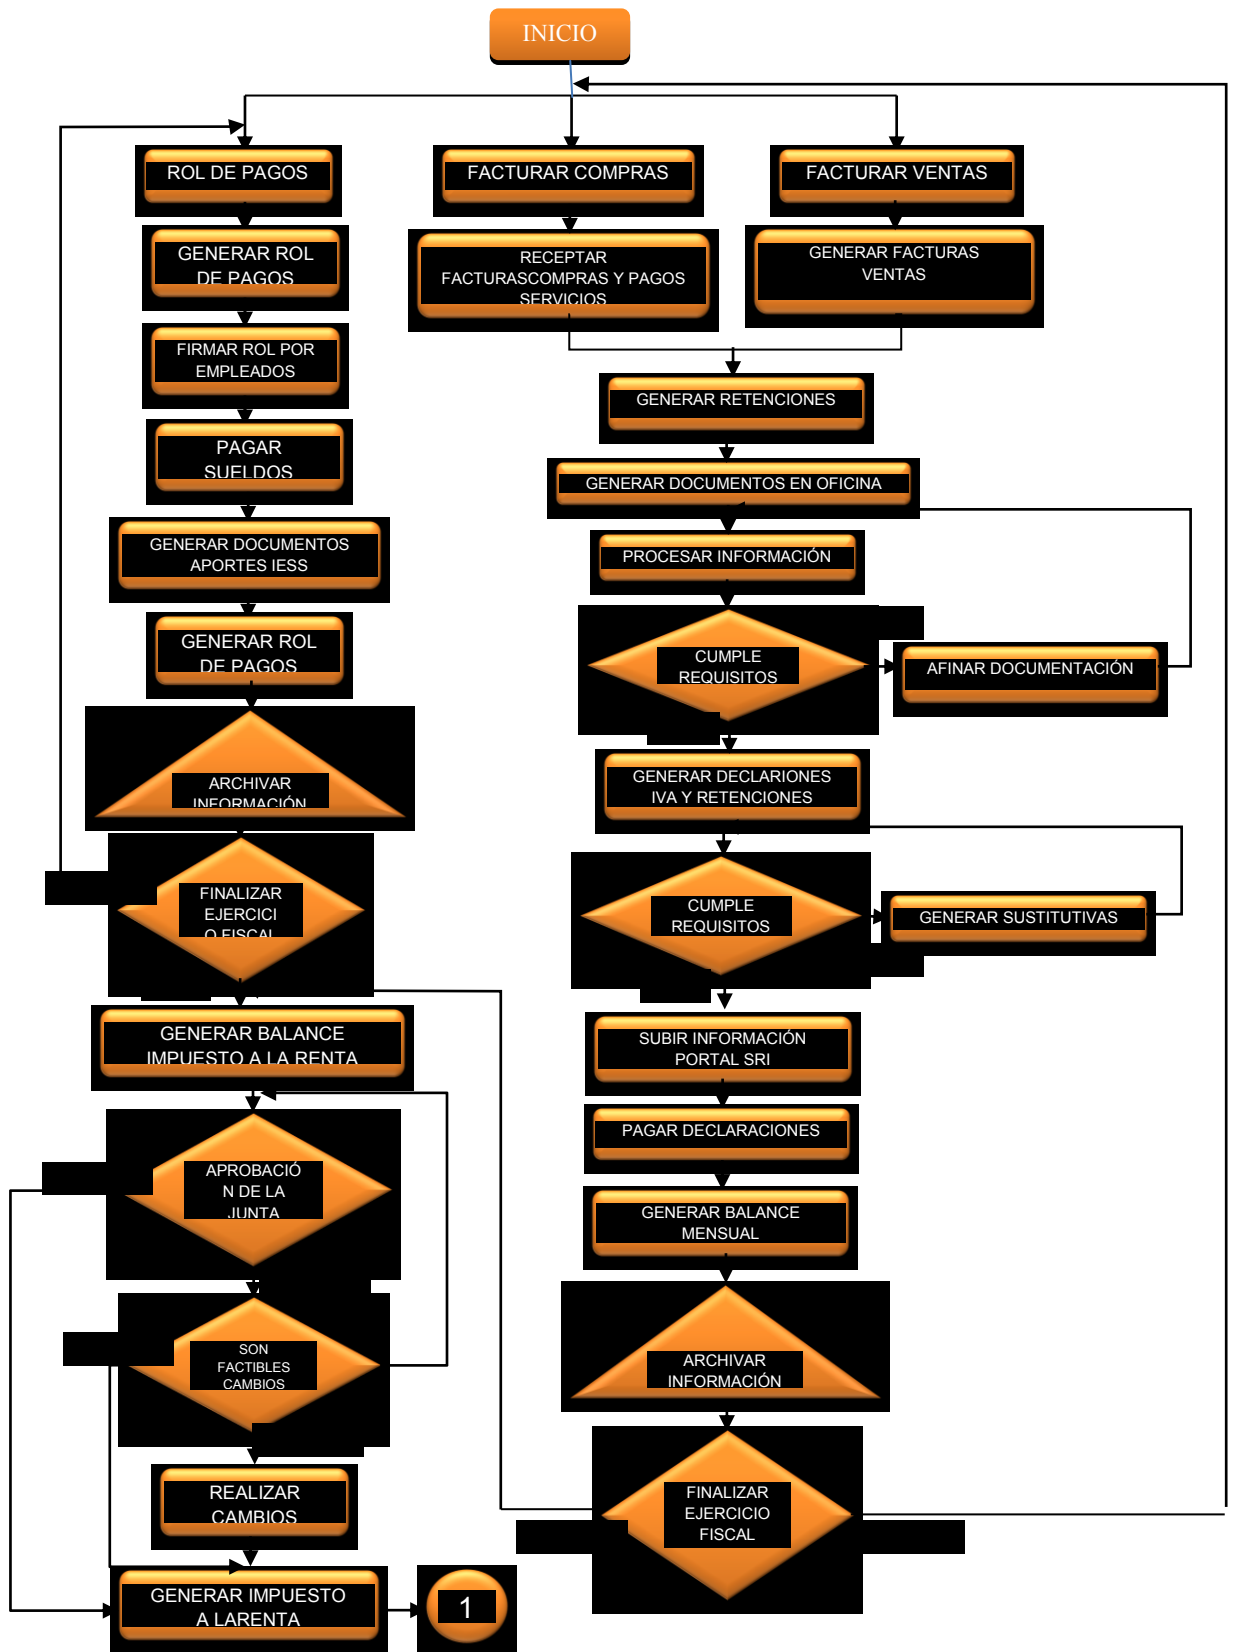 INICIO
ROL DE PAGOS
FACTURAR COMPRAS
FACTURAR VENTAS
GENERAR ROL
DE PAGOS
RECEPTAR
FACTURASCOMPRAS Y PAGOS
SERVICIOS
GENERAR FACTURAS
VENTAS
FIRMAR ROL POR
EMPLEADOS
GENERAR RETENCIONES
PAGAR
SUELDOS
GENERAR DOCUMENTOS EN OFICINA
GENERAR DOCUMENTOS
APORTES IESS
PROCESAR INFORMACIÓN
GENERAR ROL
DE PAGOS
CUMPLE
REQUISITOS
AFINAR DOCUMENTACIÓN
ARCHIVAR
INFORMACIÓN
GENERAR DECLARIONES
IVA Y RETENCIONES
FINALIZAR
EJERCICI
O FISCAL
CUMPLE
REQUISITOS
GENERAR SUSTITUTIVAS
GENERAR BALANCE
IMPUESTO A LA RENTA
SUBIR INFORMACIÓN
PORTAL SRI
PAGAR DECLARACIONES
APROBACIÓ
N DE LA
JUNTA
GENERAR BALANCE
MENSUAL
SON
FACTIBLES
CAMBIOS
ARCHIVAR
INFORMACIÓN
REALIZAR
CAMBIOS
FINALIZAR
EJERCICIO
FISCAL
GENERAR IMPUESTO
A LARENTA
1